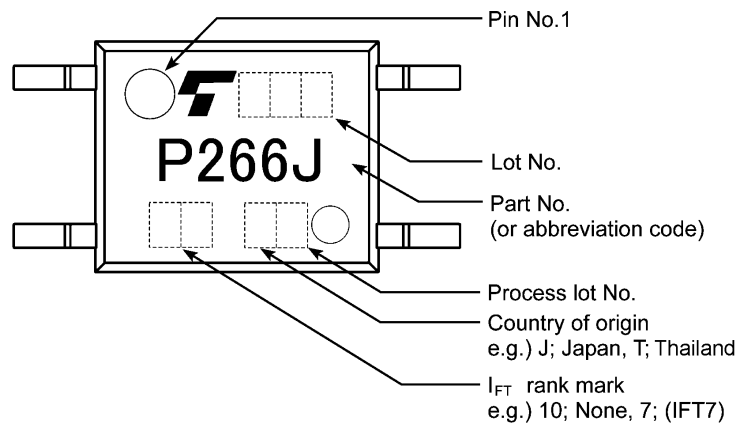 Pin No.1
P266J
Lot No.
Part No.
(or abbreviation code)
Process lot No.
Country of origin
e.g.) J; Japan, T; Thailand
IFT rank mark
e.g.) 10; None, 7; (IFT7)